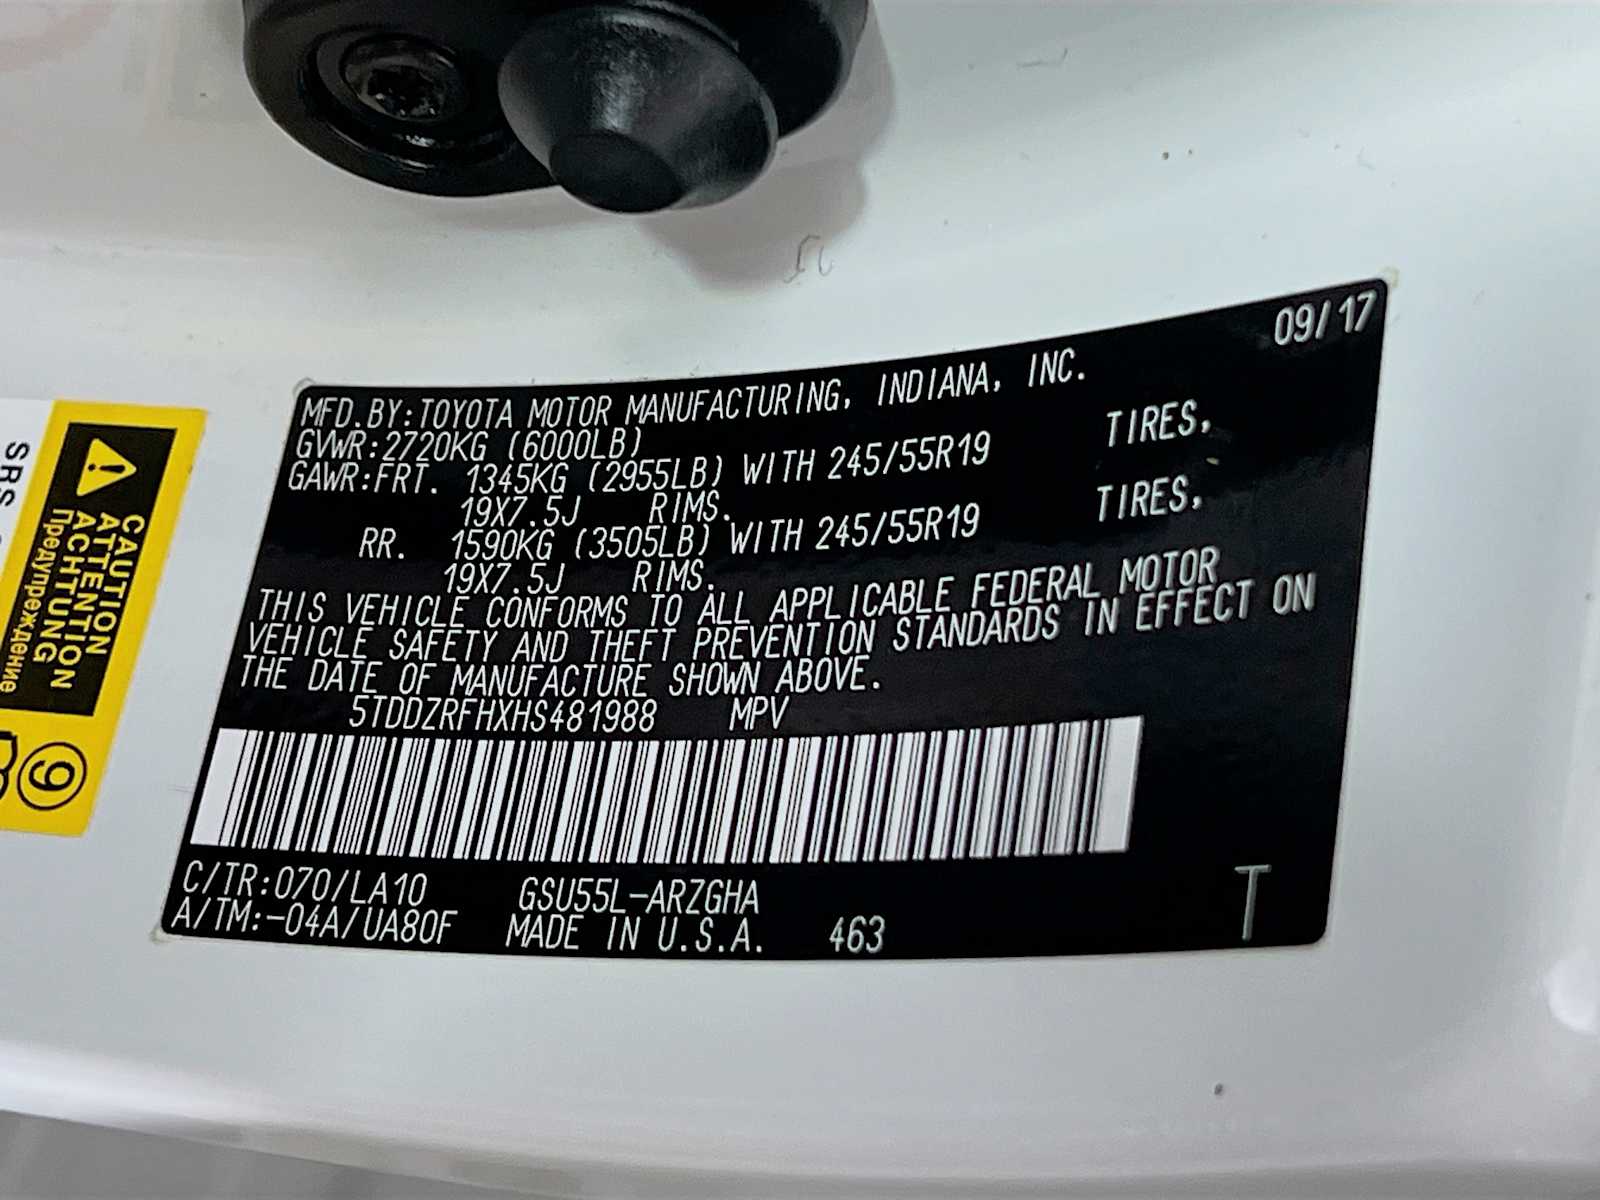 09/17
MFD.BY:TOYOTA MOTOR MANUFACTURING, INDIANA, INC.
GVWR:2720KG (6000LB)
GAWR:FRT. 1345KG (2955LB) WITH 245/55R19 TIRES,
19X7.5J RIMS.
RR. 1590KG (3505LB) WITH 245/55R19 TIRES,
19X7.5J RIMS.
THIS VEHICLE CONFORMS TO ALL APPLICABLE FEDERAL MOTOR
VEHICLE SAFETY AND THEFT PREVENTION STANDARDS IN EFFECT ON
THE DATE OF MANUFACTURE SHOWN ABOVE.
5TDDZRFHXHS481988 MPV
C/TR:070/LA10 GSU55L-ARZGHA
A/TM:-04A/UA80F MADE IN U.S.A. 463
T
CAUTION
ATTENTION
ACHTUNG
Предупреждение
SRS
9